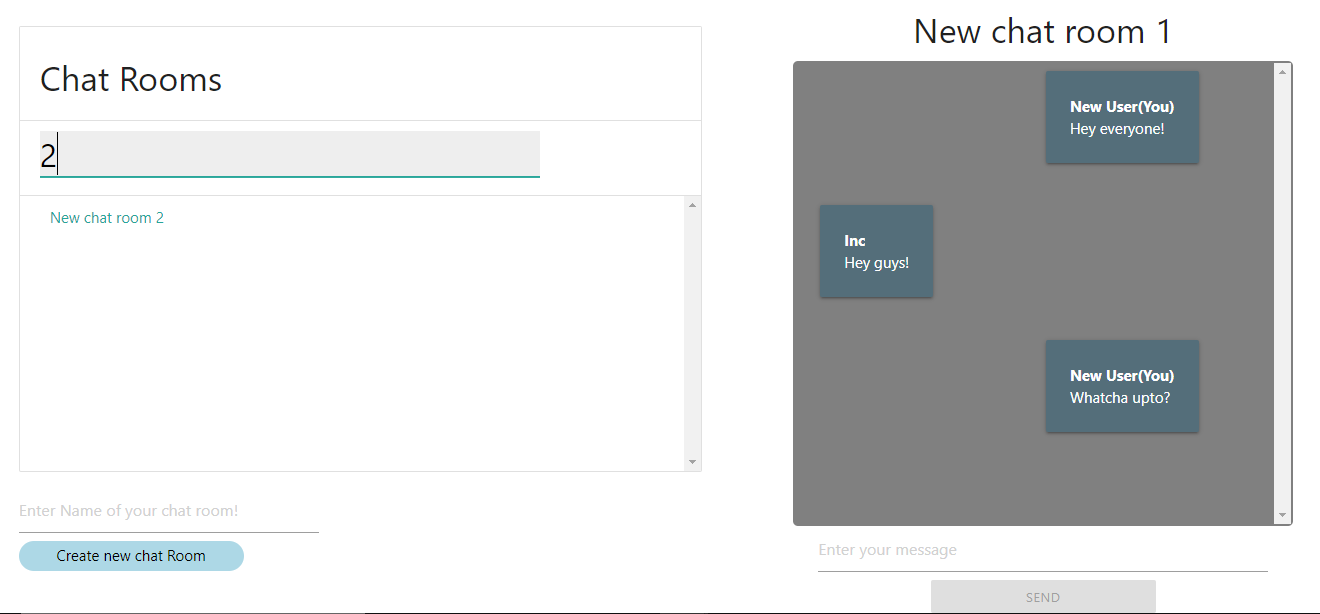 Chat Rooms
2
New chat room 2
Enter Name of your chat room!
Create new chat Room
New chat room 1
New User(You)
Hey everyone!
Inc
Hey guys!
New User(You)
Whatcha upto?
Enter your message
SEND